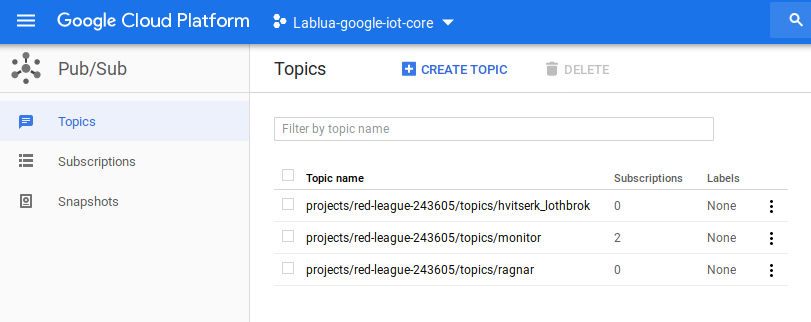 Google Cloud Platform Lablua-google-iot-core
Pub/Sub Topics CREATE TOPIC DELETE
Topics
Subscriptions
Snapshots
Filter by topic name
Topic name Subscriptions Labels
projects/red-league-243605/topics/hvitserk_lothbrok 0 None
projects/red-league-243605/topics/monitor 2 None
projects/red-league-243605/topics/ragnar 0 None